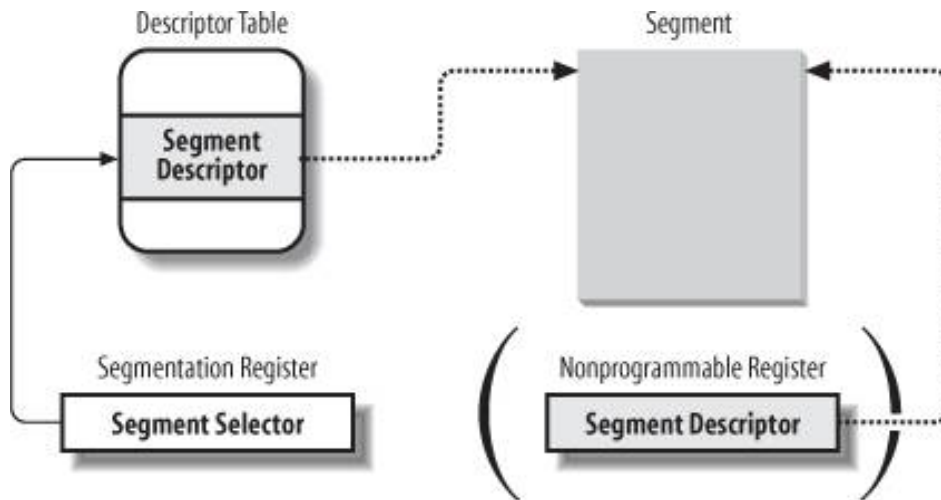 Descriptor Table
Segment
Segment
Descriptor
Segmentation Register
Segment Selector
Nonprogrammable Register
Segment Descriptor